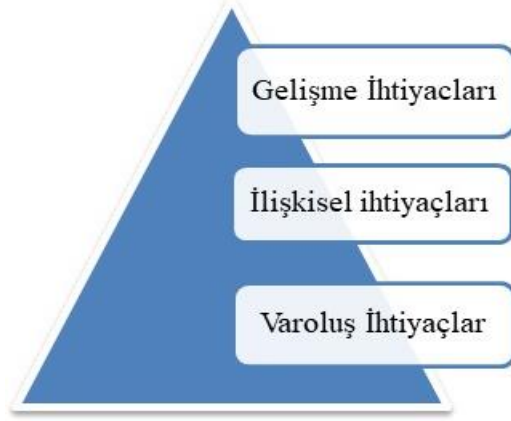 Gelişme İhtiyacları
İlişkisel ihtiyaçları
Varoluş İhtiyaçlar